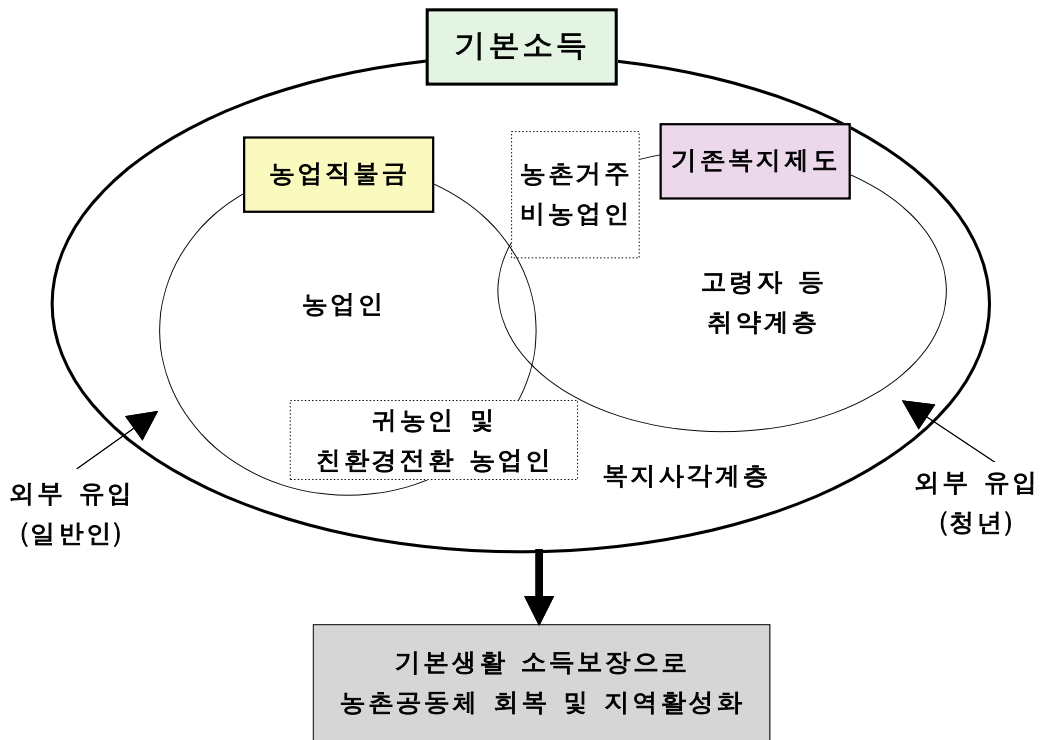 기본소득
농업직불금
기존복지제도
농촌거주
비농업인
농업인
고령자 등
취약계층
귀농인 및
친환경전환 농업인
복지사각계층
외부 유입
(일반인)
외부 유입
(청년)
기본생활 소득보장으로
농촌공동체 회복 및 지역활성화